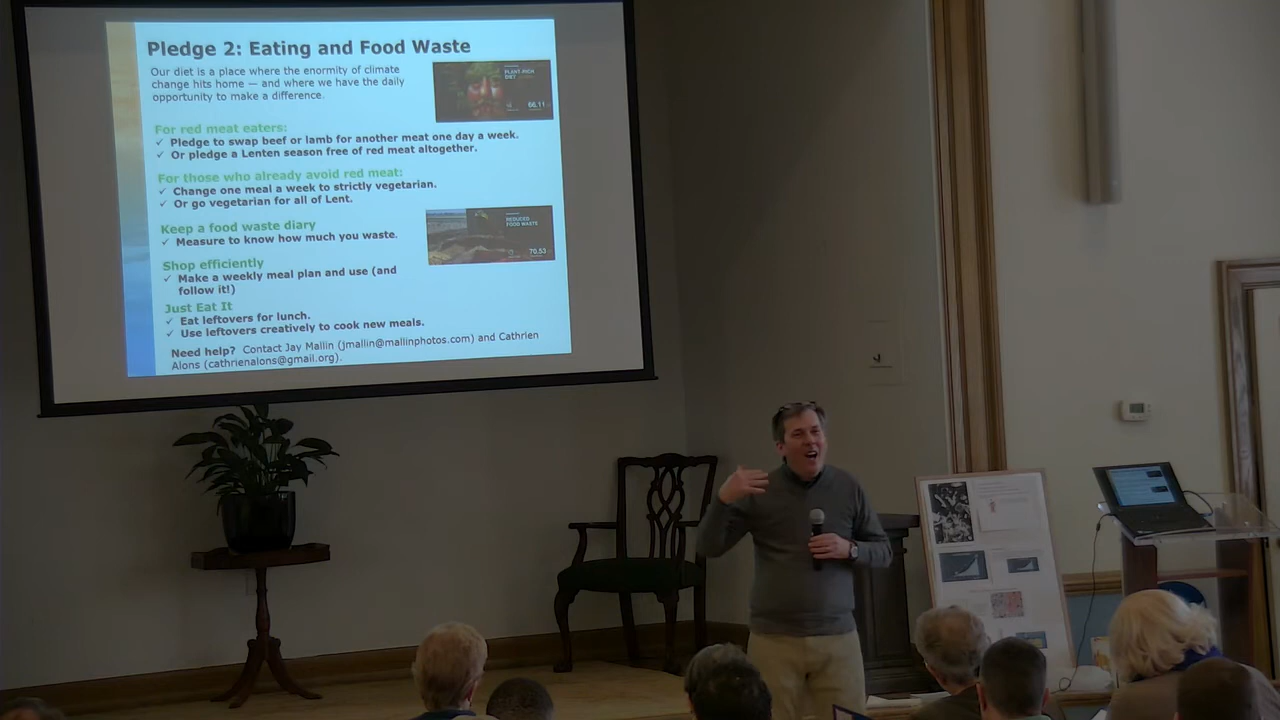 Pledge 2: Eating and Food Waste
Our diet is a place where the enormity of climate
change hits home — and where we have the daily
opportunity to make a difference.
PLANT-RICH
DIET
66.11
For red meat eaters:
✓ Pledge to swap beef or lamb for another meat one day a week.
✓ Or pledge a Lenten season free of red meat altogether.
For those who already avoid red meat:
✓ Change one meal a week to strictly vegetarian.
✓ Or go vegetarian for all of Lent.
Keep a food waste diary
✓ Measure to know how much you waste.
REDUCED
FOOD WASTE
70.53
Shop efficiently
✓ Make a weekly meal plan and use (and
follow it!)
Just Eat It
✓ Eat leftovers for lunch.
✓ Use leftovers creatively to cook new meals.
Need help? Contact Jay Mallin (jmallin@mallinphotos.com) and Cathrien
Alons (cathrienalons@gmail.org).